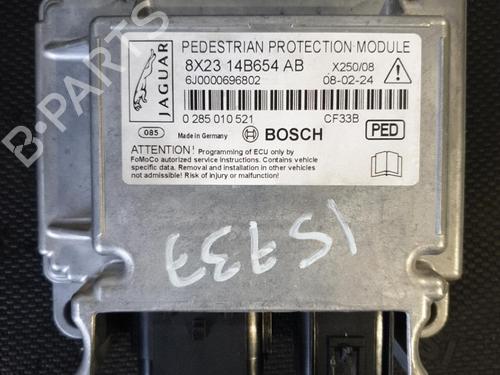 PEDESTRIAN PROTECTION MODULE
8X23 14B654 AB
X250/08
6J0000696802
08-02-24
0 285 010 521
CF33B
JAGUAR
085
Made in Germany
BOSCH
PED
ATTENTION! Programming of ECU only by
FoMoCo authorized service instructions. Contains vehicle
specific data. Removal and installation in other vehicles
not admissible! Risk of injury or malfunction!
IS737
B-PARTS